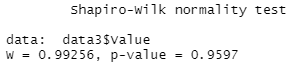 Shapiro-Wilk normality test
data:  data3$Value
W = 0.99256, p-value = 0.9597